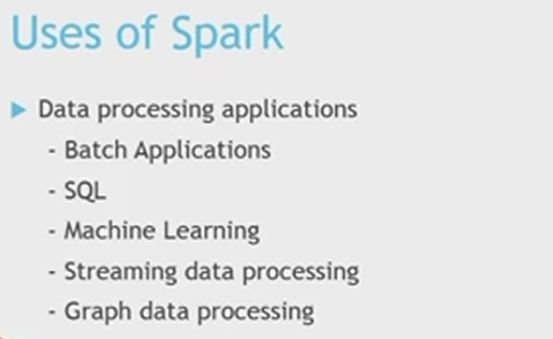 Uses of Spark
Data processing applications
- Batch Applications
- SQL
- Machine Learning
- Streaming data processing
- Graph data processing